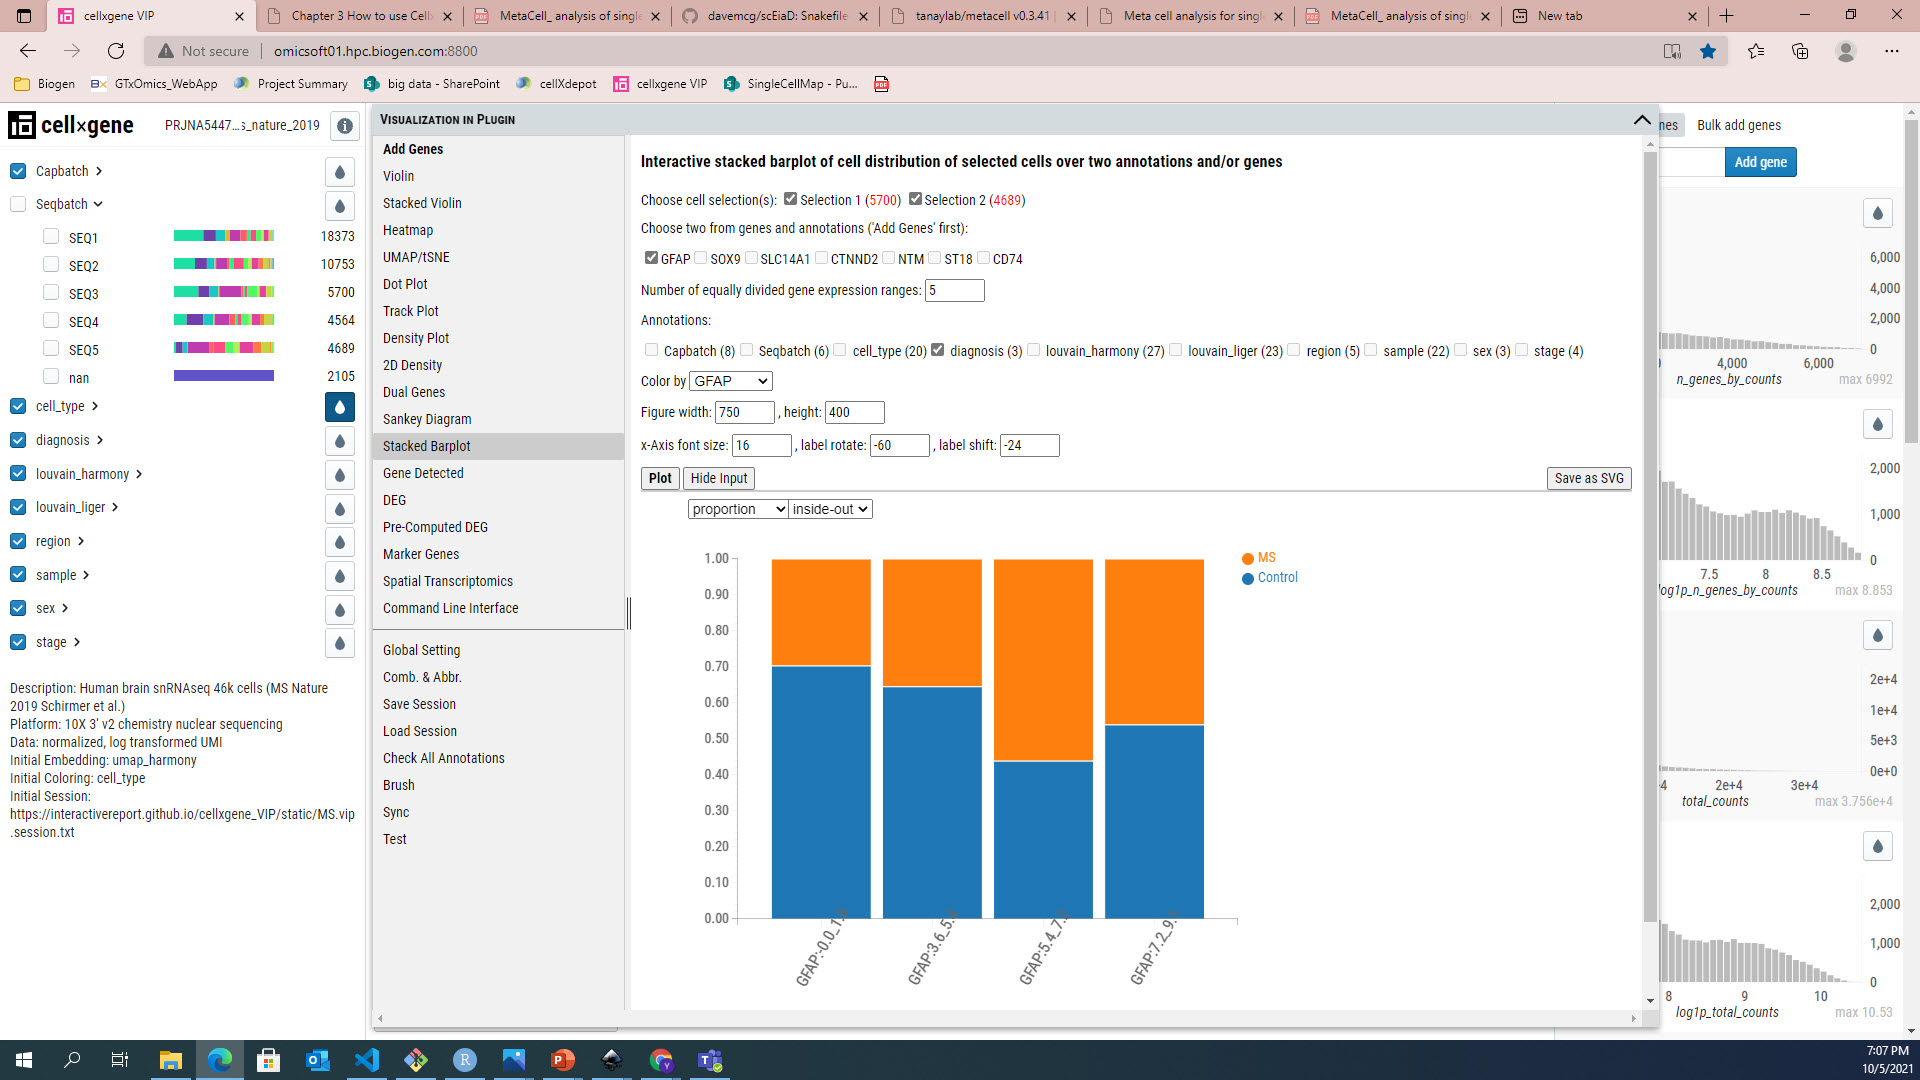 cellxgene VIP
Chapter 3 How to use Cell
MetaCell_ analysis of single
davemcg/scEiaD: Snakefile
tanaylab/metacell v0.3.41
Meta cell analysis for singl
MetaCell_ analysis of singl
New tab
Not secure
omicsoft01.hpc.biogen.com:8800
Biogen
GTxOmics_WebApp
Project Summary
big data - SharePoint
cellXdepot
cellxgene VIP
SingleCellMap - Pu...
cell×gene
PRJNA5447...s_nature_2019
Capbatch
Seqbatch
SEQ1 18373
SEQ2 10753
SEQ3 5700
SEQ4 4564
SEQ5 4689
nan 2105
cell_type
diagnosis
louvain_harmony
louvain_liger
region
sample
sex
stage
Description: Human brain snRNAseq 46k cells (MS Nature
2019 Schirmer et al.)
Platform: 10X 3' v2 chemistry nuclear sequencing
Data: normalized, log transformed UMI
Initial Embedding: umap_harmony
Initial Coloring: cell_type
Initial Session:
https://interactivereport.github.io/cellxgene_VIP/static/MS.vip
.session.txt
Visualization in Plugin
Add Genes
Violin
Stacked Violin
Heatmap
UMAP/tSNE
Dot Plot
Track Plot
Density Plot
2D Density
Dual Genes
Sankey Diagram
Stacked Barplot
Gene Detected
DEG
Pre-Computed DEG
Marker Genes
Spatial Transcriptomics
Command Line Interface
Global Setting
Comb. & Abbr.
Save Session
Load Session
Check All Annotations
Brush
Sync
Test
Interactive stacked barplot of cell distribution of selected cells over two annotations and/or genes
Choose cell selection(s): Selection 1 (5700) Selection 2 (4689)
Choose two from genes and annotations ('Add Genes' first):
GFAP SOX9 SLC14A1 CTNND2 NTM ST18 CD74
Number of equally divided gene expression ranges: 5
Annotations:
Capbatch (8) Seqbatch (6) cell_type (20) diagnosis (3) louvain_harmony (27) louvain_liger (23) region (5) sample (22) sex (3) stage (4)
Color by GFAP
Figure width: 750 , height: 400
x-Axis font size: 16 , label rotate: -60 , label shift: -24
Plot Hide Input Save as SVG
proportion inside-out
1.00
0.90
0.80
0.70
0.60
0.50
0.40
0.30
0.20
0.10
0.00
MS
Control
GFAP:-0.0_1.
GFAP:3.6_5.
GFAP:5.4_7.
GFAP:7.2_9.
nes
Bulk add genes
Add gene
6,000
4,000
2,000
0
4,000 6,000
n_genes_by_counts max 6992
2,000
1,000
0
7.5 8 8.5
log1p_n_genes_by_counts max 8.853
2e+4
1e+4
5e+3
0e+0
2e+4 3e+4
total_counts max 3.756e+4
2,000
1,000
0
8 9 10
log1p_total_counts max 10.53
7:07 PM
10/5/2021